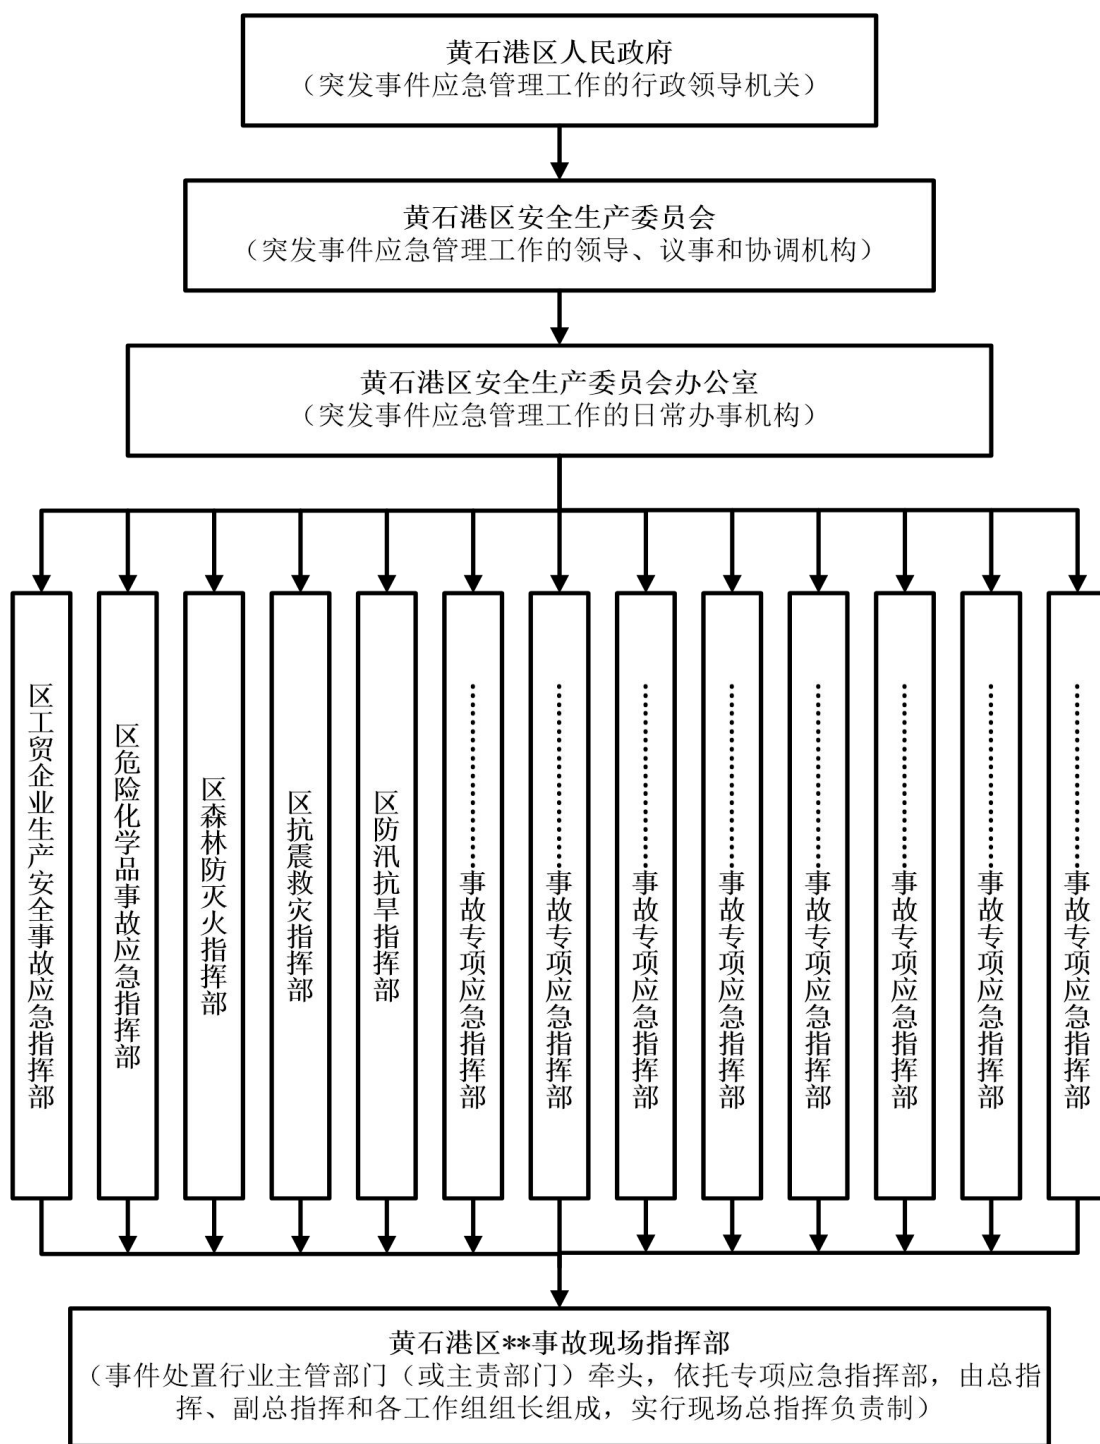 黄石港区人民政府
（突发事件应急管理工作的行政领导机关）
黄石港区安全生产委员会
（突发事件应急管理工作的领导、议事和协调机构）
黄石港区安全生产委员会办公室
（突发事件应急管理工作的日常办事机构）
区工贸企业生产安全事故应急指挥部
区危险化学品事故应急指挥部
区森林防灭火指挥部
区抗震救灾指挥部
区防汛抗旱指挥部
………………事故专项应急指挥部
………………事故专项应急指挥部
………………事故专项应急指挥部
………………事故专项应急指挥部
………………事故专项应急指挥部
………………事故专项应急指挥部
………………事故专项应急指挥部
………………事故专项应急指挥部
黄石港区**事故现场指挥部
（事件处置行业主管部门（或主责部门）牵头，依托专项应急指挥部，由总指
挥、副总指挥和各工作组组长组成，实行现场总指挥负责制）